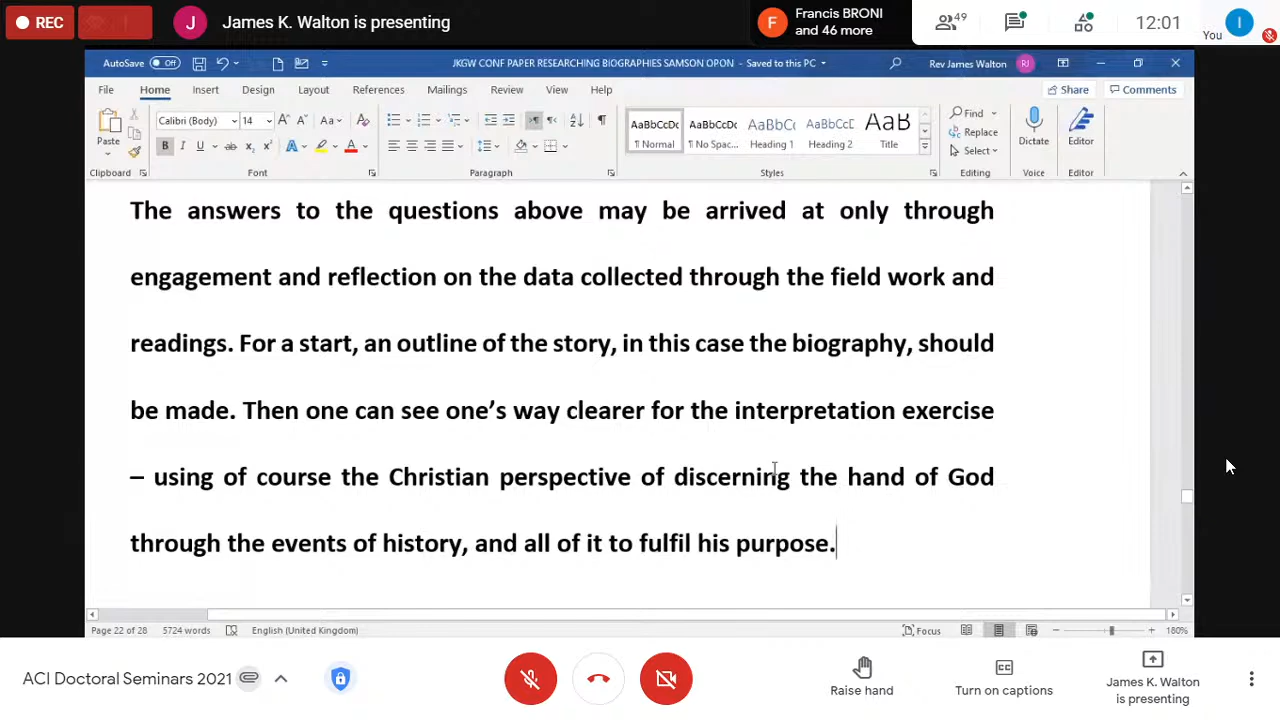 REC
J
James K. Walton is presenting
F
Francis BRONI
and 46 more
49
12:01
You
I
AutoSave
Off
JKGW CONF PAPER RESEARCHING BIOGRAPHIES SAMSON OPON - Saved to this PC
Rev James Walton
RJ
File Home Insert Design Layout References Mailings Review View Help
Share
Comments
Paste
Calibri (Body)
14
Aa
B I U ab x₂ x²
A
AaBbCcDc AaBbCcDc AaBbCc AaBbCcD AaB
¶ Normal ¶ No Spac... Heading 1 Heading 2 Title
Find
Replace
Select
Dictate
Editor
Clipboard Font Paragraph Styles Editing Voice Editor
The answers to the questions above may be arrived at only through
engagement and reflection on the data collected through the field work and
readings. For a start, an outline of the story, in this case the biography, should
be made. Then one can see one’s way clearer for the interpretation exercise
– using of course the Christian perspective of discerning the hand of God
through the events of history, and all of it to fulfil his purpose.
Page 22 of 28 5724 words English (United Kingdom)
Focus
180%
ACI Doctoral Seminars 2021
Raise hand
Turn on captions
James K. Walton
is presenting